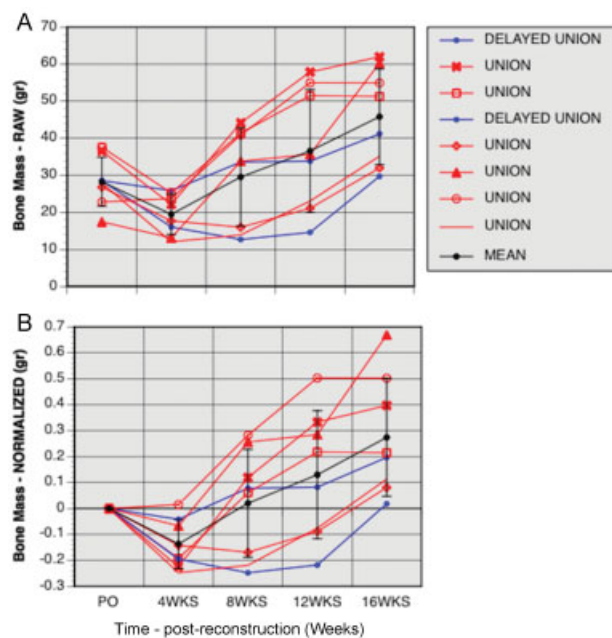 A
Bone Mass - RAW (gr)
70
60
50
40
30
20
10
0
DELAYED UNION
UNION
UNION
DELAYED UNION
UNION
UNION
UNION
UNION
MEAN
B
Bone Mass - NORMALIZED (gr)
0.7
0.6
0.5
0.4
0.3
0.2
0.1
0
-0.1
-0.2
-0.3
PO 4WKS 8WKS 12WKS 16WKS
Time - post-reconstruction (Weeks)